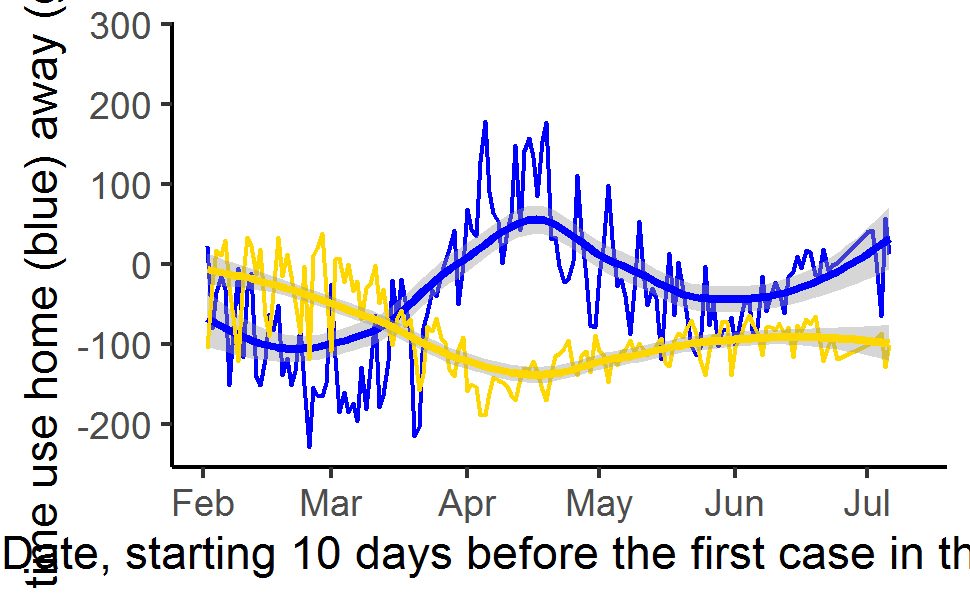 time use home (blue) away (
300
200
100
0
-100
-200
Feb Mar Apr May Jun Jul
Date, starting 10 days before the first case in th